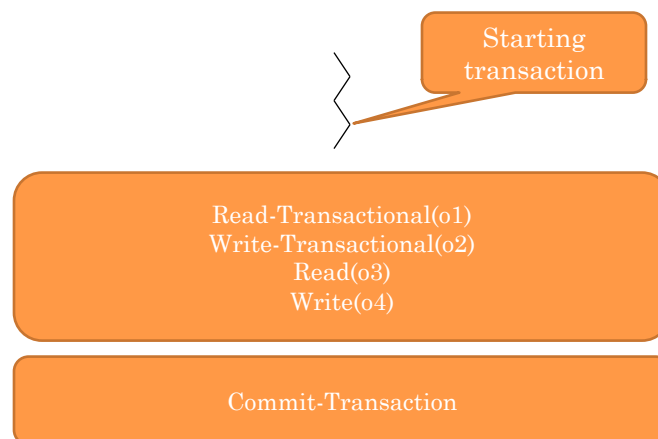 Starting
transaction
Read-Transactional(o1)
Write-Transactional(o2)
Read(o3)
Write(o4)
Commit-Transaction